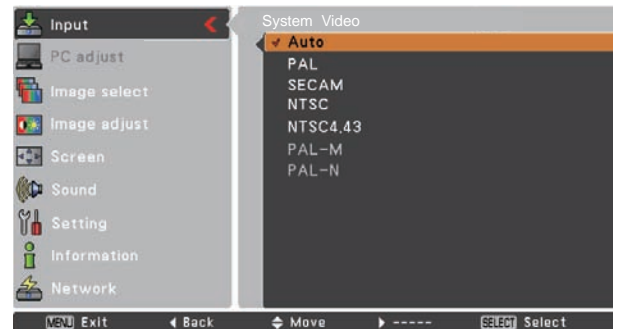 Input
PC adjust
Image select
Image adjust
Screen
Sound
Setting
Information
Network
System Video
Auto
PAL
SECAM
NTSC
NTSC4.43
PAL-M
PAL-N
MENU Exit
Back
Move
-----
SELECT Select